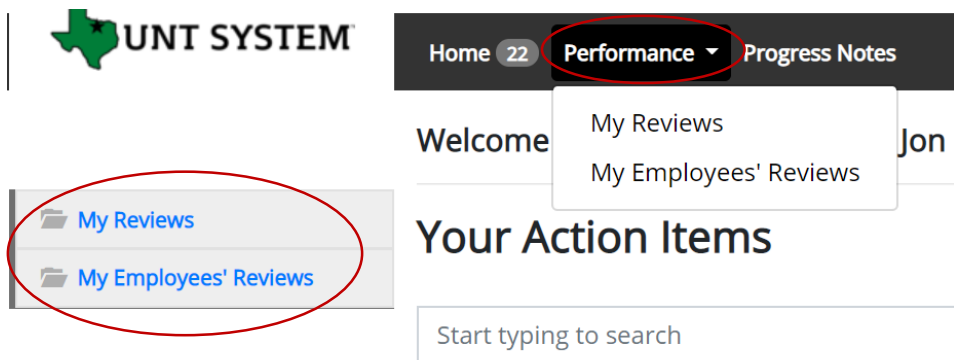 UNT SYSTEM
Home 22 Performance Progress Notes
My Reviews
My Employees' Reviews
Welcome Jon
My Reviews
My Employees' Reviews
Your Action Items
Start typing to search